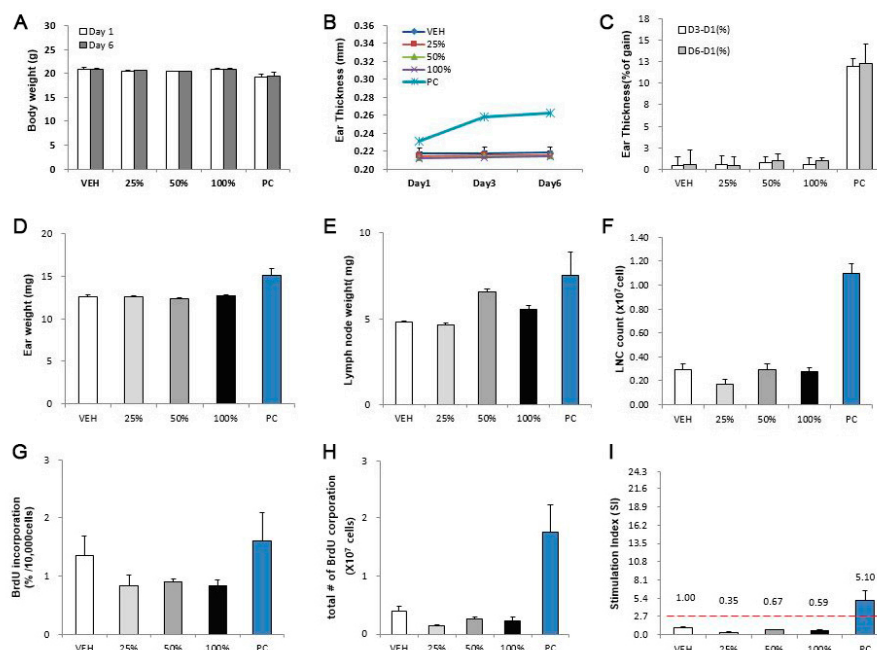 A
Day 1
Day 6
Body weight (g)
30
25
20
15
10
5
0
VEH 25% 50% 100% PC
B
VEH
25%
50%
100%
PC
Ear Thickness (mm)
0.36
0.34
0.32
0.30
0.28
0.26
0.24
0.22
0.20
Day1 Day3 Day6
C
D3-D1(%)
D6-D1(%)
Ear Thickness(%of gain)
18
15
13
10
8
5
3
0
VEH 25% 50% 100% PC
D
Ear weight (mg)
20
15
10
5
0
VEH 25% 50% 100% PC
E
Lymph node weight( mg)
10
5
0
VEH 25% 50% 100% PC
F
LNC count (x10⁷cell)
1.40
1.20
1.00
0.80
0.60
0.40
0.20
0.00
VEH 25% 50% 100% PC
G
BrdU incorporation
(% /10,000cells)
3
2
1
0
VEH 25% 50% 100% PC
H
total # of BrdU corporation
(X10⁷ cells)
3
2
1
0
VEH 25% 50% 100% PC
I
Stimulation Index (SI)
24.3
21.6
18.9
16.2
13.5
10.8
8.1
5.4
2.7
0.0
1.00 0.35 0.67 0.59 5.10
VEH 25% 50% 100% PC